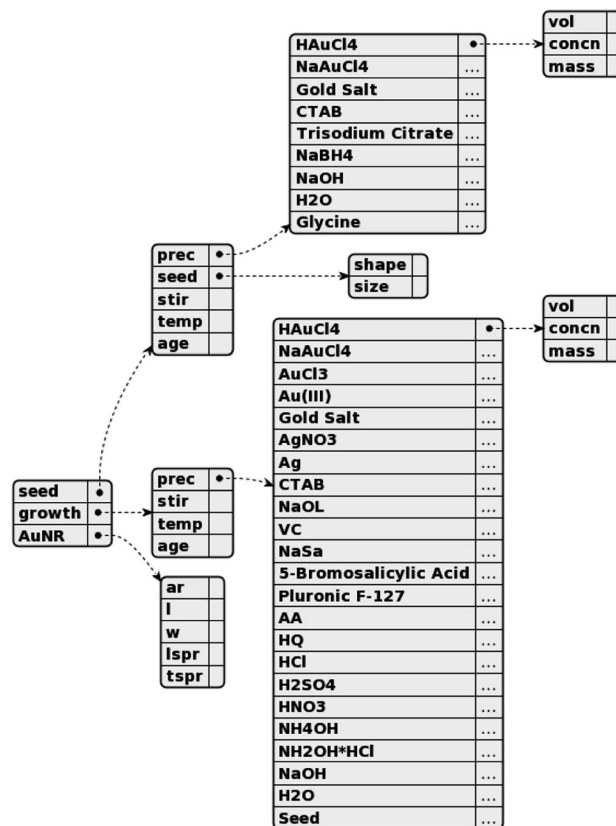 vol
concn
mass
HAuCl4
NaAuCl4 ...
Gold Salt ...
CTAB ...
Trisodium Citrate ...
NaBH4 ...
NaOH ...
H2O ...
Glycine ...
prec
seed
stir
temp
age
shape
size
vol
concn
mass
HAuCl4
NaAuCl4 ...
AuCl3 ...
Au(III) ...
Gold Salt ...
AgNO3 ...
Ag ...
CTAB ...
NaOL ...
VC ...
NaSa ...
5-Bromosalicylic Acid ...
Pluronic F-127 ...
AA ...
HQ ...
HCl ...
H2SO4 ...
HNO3 ...
NH4OH ...
NH2OH*HCl ...
NaOH ...
H2O ...
Seed ...
prec
stir
temp
age
seed
growth
AuNR
ar
l
w
lspr
tspr